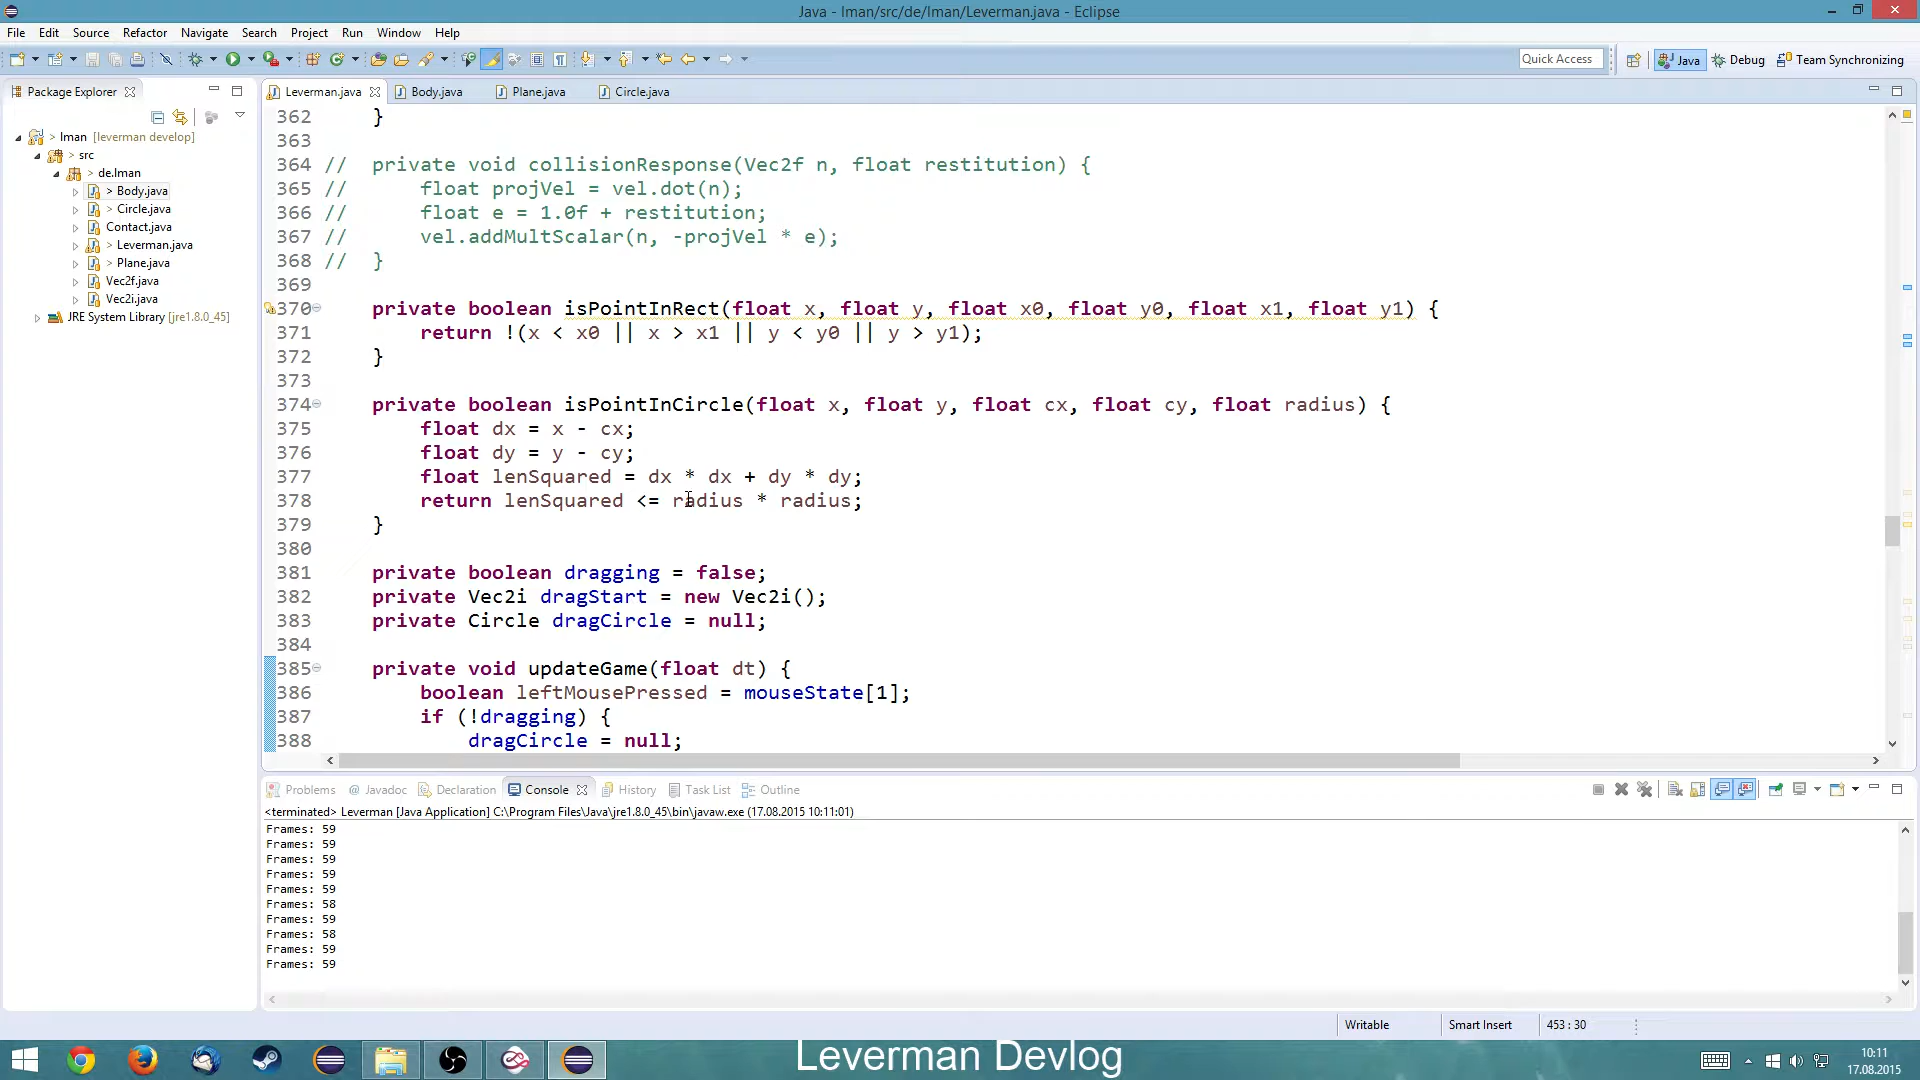 Java - lman/src/de/lman/Leverman.java - Eclipse
File Edit Source Refactor Navigate Search Project Run Window Help
Quick Access
Java
Debug
Team Synchronizing
Package Explorer
Leverman.java
Body.java
Plane.java
Circle.java
> lman [leverman develop]
> src
> de.lman
> Body.java
> Circle.java
Contact.java
> Leverman.java
> Plane.java
Vec2f.java
Vec2i.java
JRE System Library [jre1.8.0_45]
362 }
363
364 // private void collisionResponse(Vec2f n, float restitution) {
365 // float projVel = vel.dot(n);
366 // float e = 1.0f + restitution;
367 // vel.addMultScalar(n, -projVel * e);
368 // }
369
370 private boolean isPointInRect(float x, float y, float x0, float y0, float x1, float y1) {
371 return !(x < x0 || x > x1 || y < y0 || y > y1);
372 }
373
374 private boolean isPointInCircle(float x, float y, float cx, float cy, float radius) {
375 float dx = x - cx;
376 float dy = y - cy;
377 float lenSquared = dx * dx + dy * dy;
378 return lenSquared <= radius * radius;
379 }
380
381 private boolean dragging = false;
382 private Vec2i dragStart = new Vec2i();
383 private Circle dragCircle = null;
384
385 private void updateGame(float dt) {
386 boolean leftMousePressed = mouseState[1];
387 if (!dragging) {
388 dragCircle = null;
Problems @ Javadoc Declaration Console History Task List Outline
<terminated> Leverman [Java Application] C:\Program Files\Java\jre1.8.0_45\bin\javaw.exe (17.08.2015 10:11:01)
Frames: 59
Frames: 59
Frames: 59
Frames: 59
Frames: 59
Frames: 58
Frames: 59
Frames: 58
Frames: 59
Frames: 59
Writable
Smart Insert
453 : 30
Leverman Devlog
10:11
17.08.2015